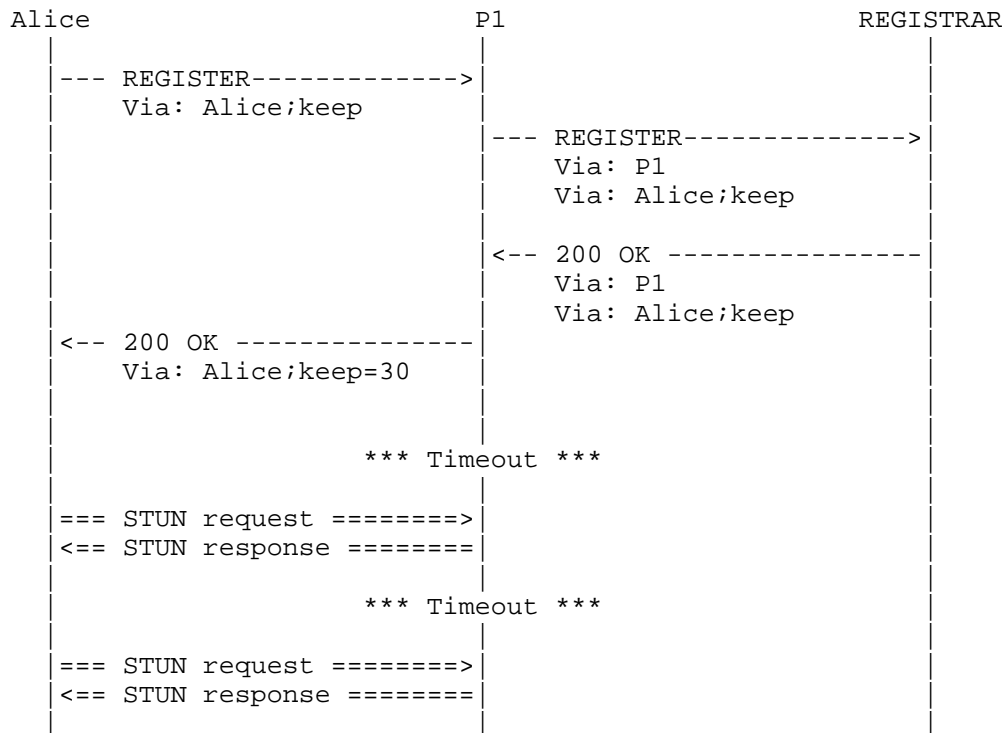 Alice P1 REGISTRAR
|--- REGISTER------------->|
Via: Alice;keep
|--- REGISTER-------------->|
Via: P1
Via: Alice;keep
|<-- 200 OK ----------------|
Via: P1
Via: Alice;keep
|<-- 200 OK ---------------|
Via: Alice;keep=30
*** Timeout ***
|=== STUN request ========>|
|<== STUN response ========|
*** Timeout ***
|=== STUN request ========>|
|<== STUN response ========|